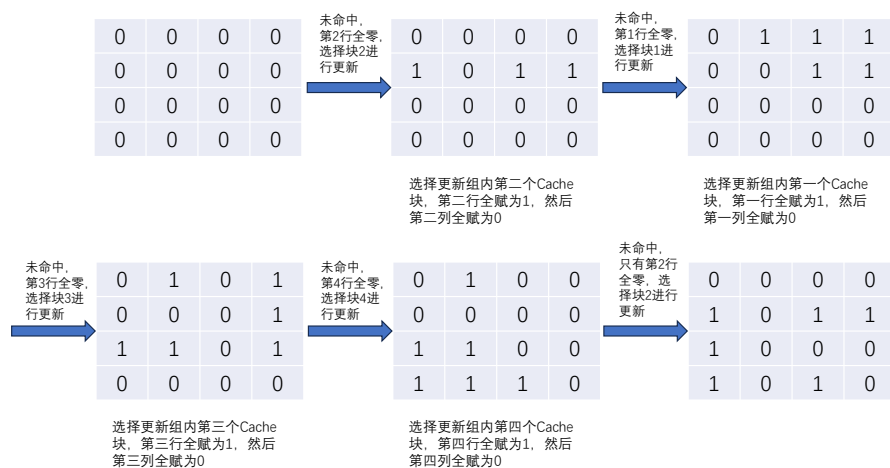 0 0 0 0
0 0 0 0
0 0 0 0
0 0 0 0
未命中，
第2行全零，
选择块2进
行更新
0 0 0 0
1 0 1 1
0 0 0 0
0 0 0 0
选择更新组内第二个Cache
块，第二行全赋为1，然后
第二列全赋为0
未命中，
第1行全零，
选择块1进
行更新
0 1 1 1
0 0 1 1
0 0 0 0
0 0 0 0
选择更新组内第一个Cache
块，第一行全赋为1，然后
第一列全赋为0
未命中，
第3行全零，
选择块3进
行更新
0 1 0 1
0 0 0 1
1 1 0 1
0 0 0 0
选择更新组内第三个Cache
块，第三行全赋为1，然后
第三列全赋为0
未命中，
第4行全零，
选择块4进
行更新
0 1 0 0
0 0 0 0
1 1 0 0
1 1 1 0
选择更新组内第四个Cache
块，第四行全赋为1，然后
第四列全赋为0
未命中，
只有第2行
全零，选
择块2进行
更新
0 0 0 0
1 0 1 1
1 0 0 0
1 0 1 0